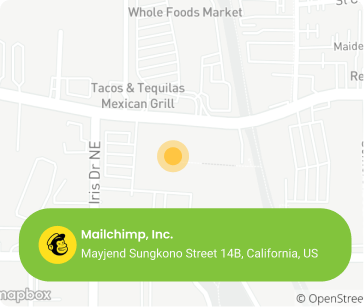 Whole Foods Market
St C
Maide
Re
Tacos & Tequilas
Mexican Grill
Iris Dr NE
Mailchimp, Inc.
Mayjend Sungkono Street 14B, California, US
mapbox
© OpenStree